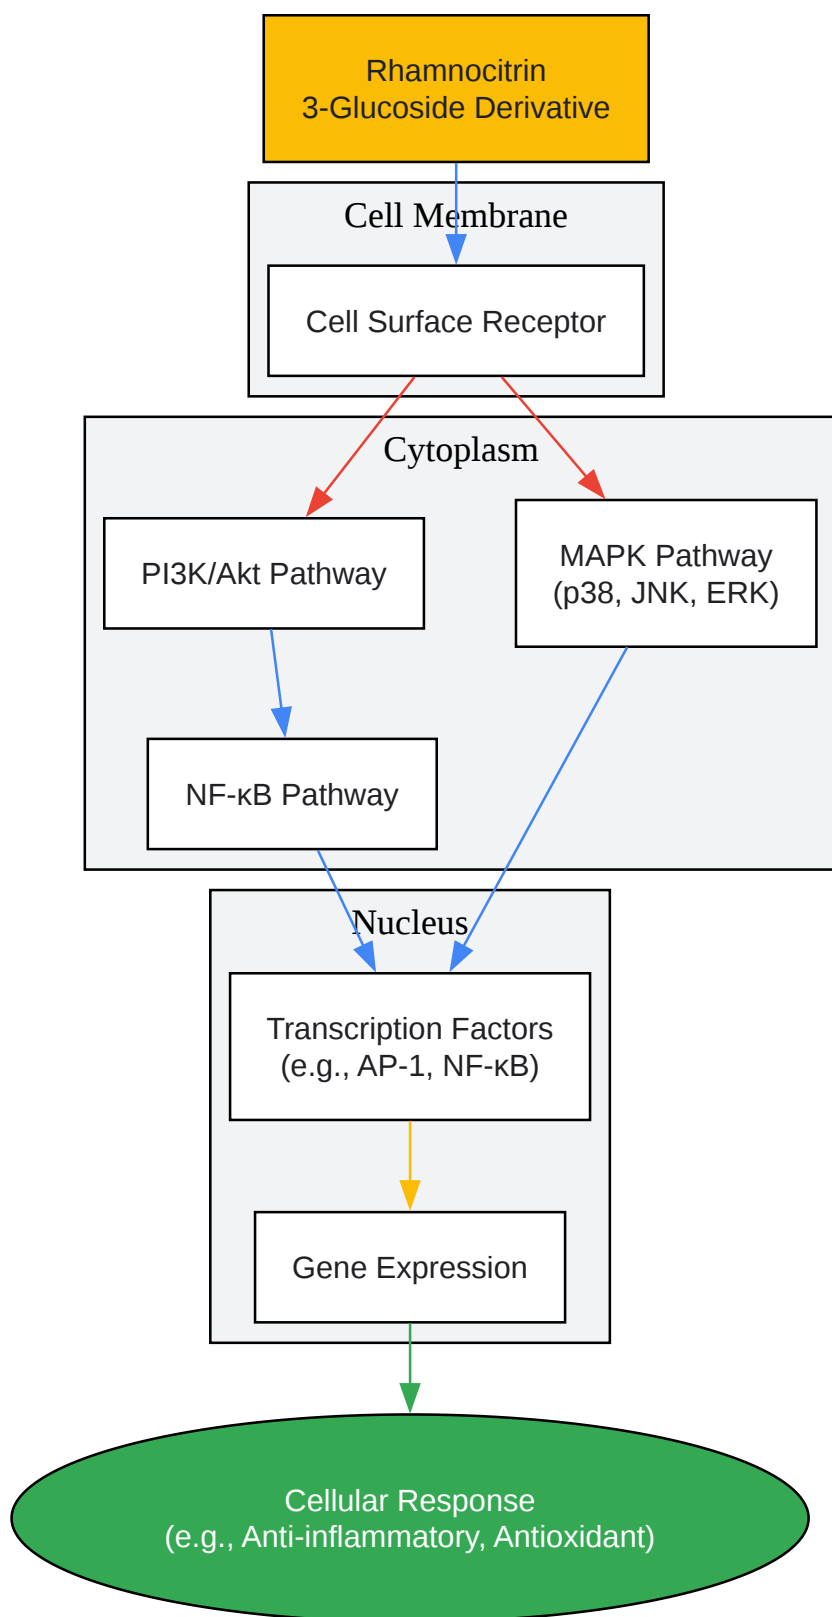 Rhamnocitrin
3-Glucoside Derivative
Cell Membrane
Cell Surface Receptor
Cytoplasm
PI3K/Akt Pathway
MAPK Pathway
(p38, JNK, ERK)
NF-κB Pathway
Nucleus
Transcription Factors
(e.g., AP-1, NF-κB)
Gene Expression
Cellular Response
(e.g., Anti-inflammatory, Antioxidant)